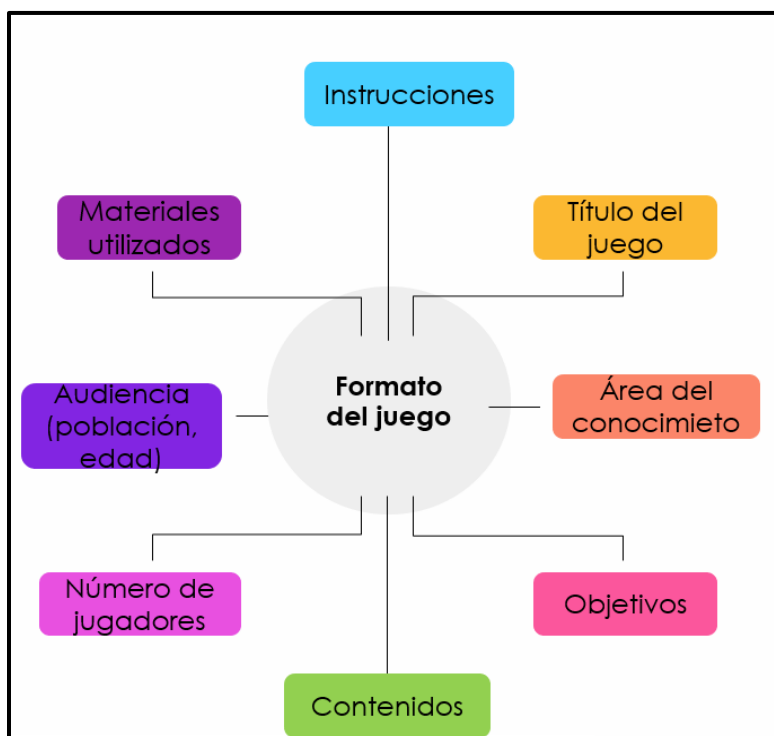 Instrucciones
Materiales
utilizados
Título del
juego
Formato
del juego
Audiencia
(población,
edad)
Área del
conocimieto
Número de
jugadores
Objetivos
Contenidos